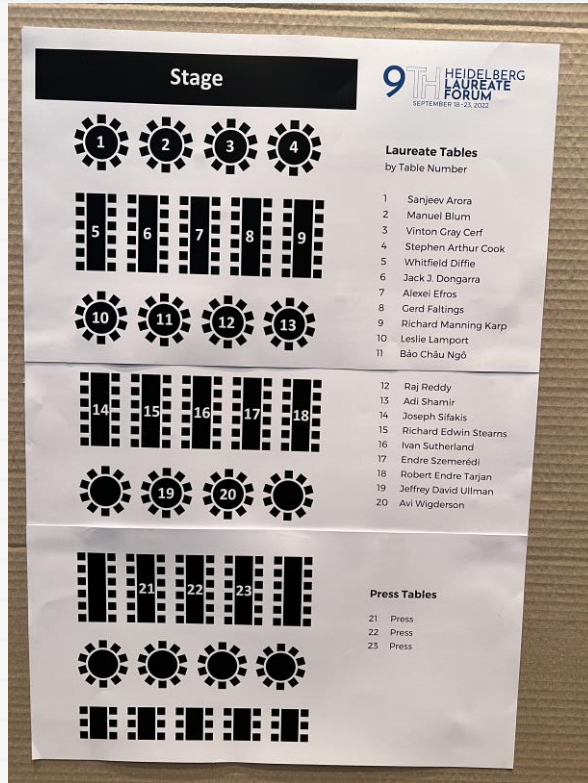 Stage
9TH HEIDELBERG
LAUREATE
FORUM
SEPTEMBER 18-23, 2022
1 2 3 4
5 6 7 8 9
10 11 12 13
14 15 16 17 18
19 20
21 22 23
Laureate Tables
by Table Number
1 Sanjeev Arora
2 Manuel Blum
3 Vinton Gray Cerf
4 Stephen Arthur Cook
5 Whitfield Diffie
6 Jack J. Dongarra
7 Alexei Efros
8 Gerd Faltings
9 Richard Manning Karp
10 Leslie Lamport
11 Bảo Châu Ngô
12 Raj Reddy
13 Adi Shamir
14 Joseph Sifakis
15 Richard Edwin Stearns
16 Ivan Sutherland
17 Endre Szemerédi
18 Robert Endre Tarjan
19 Jeffrey David Ullman
20 Avi Wigderson
Press Tables
21 Press
22 Press
23 Press